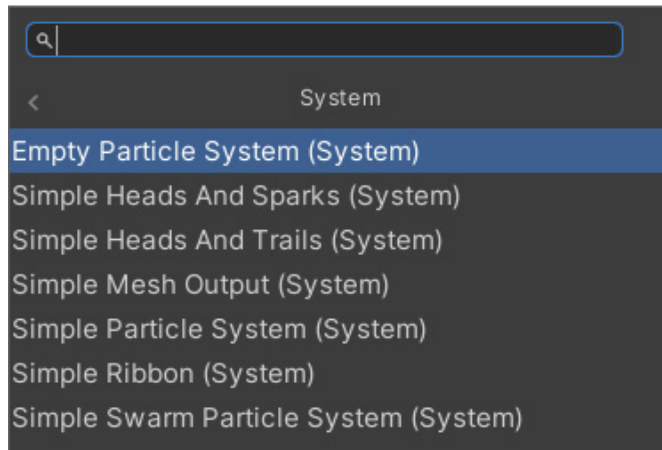 System
Empty Particle System (System)
Simple Heads And Sparks (System)
Simple Heads And Trails (System)
Simple Mesh Output (System)
Simple Particle System (System)
Simple Ribbon (System)
Simple Swarm Particle System (System)